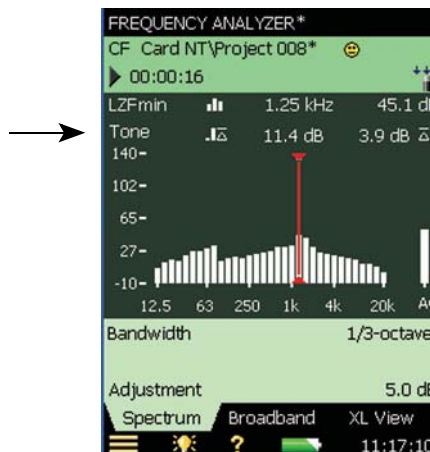 FREQUENCY ANALYZER*
CF Card NT\Project 008*
00:00:16
LZFmin 1.25 kHz 45.1 d
Tone 11.4 dB 3.9 dB
140-
102-
65-
27-
-10-
12.5 63 250 1k 4k 20k A
Bandwidth 1/3-octave
Adjustment 5.0 dB
Spectrum Broadband XL View
? 11:17:10